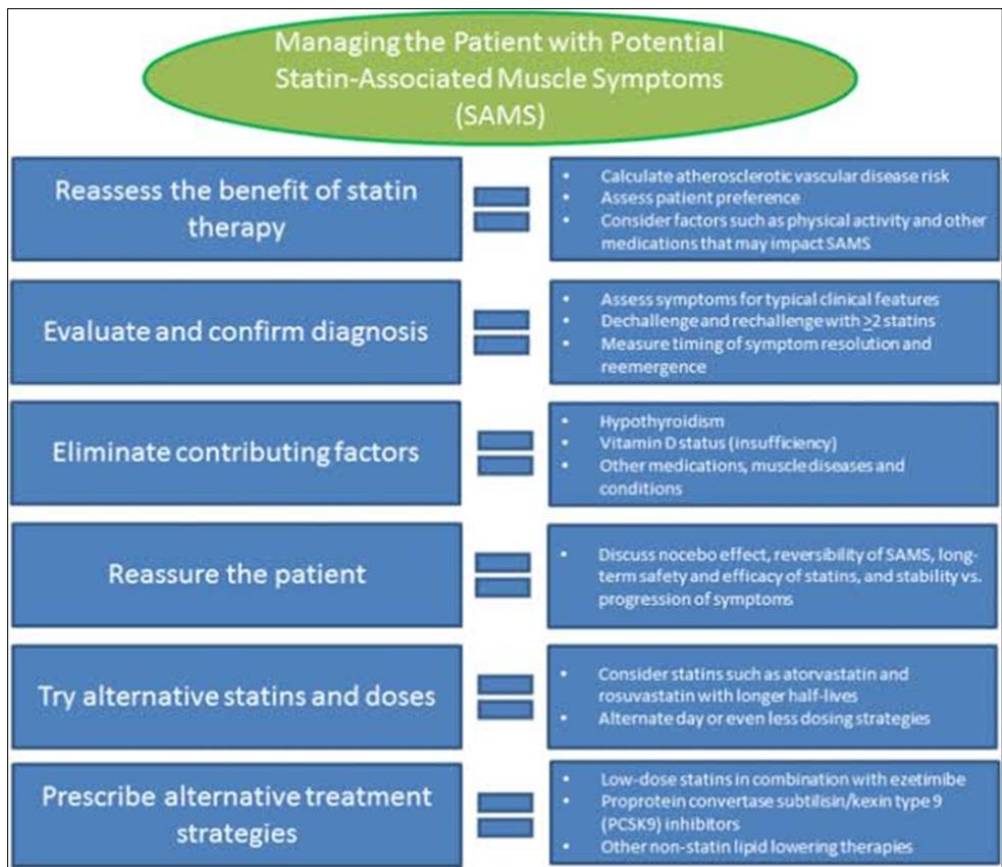 Managing the Patient with Potential
Statin-Associated Muscle Symptoms
(SAMS)
Reassess the benefit of statin
therapy
• Calculate atherosclerotic vascular disease risk
• Assess patient preference
• Consider factors such as physical activity and other
medications that may impact SAMS
Evaluate and confirm diagnosis
• Assess symptoms for typical clinical features
• Dechallenge and rechallenge with ≥2 statins
• Measure timing of symptom resolution and
reemergence
Eliminate contributing factors
• Hypothyroidism
• Vitamin D status (insufficiency)
• Other medications, muscle diseases and
conditions
Reassure the patient
• Discuss nocebo effect, reversibility of SAMS, long-
term safety and efficacy of statins, and stability vs.
progression of symptoms
Try alternative statins and doses
• Consider statins such as atorvastatin and
rosuvastatin with longer half-lives
• Alternate day or even less dosing strategies
Prescribe alternative treatment
strategies
• Low-dose statins in combination with ezetimibe
• Proprotein convertase subtilisin/kexin type 9
(PCSK9) inhibitors
• Other non-statin lipid lowering therapies